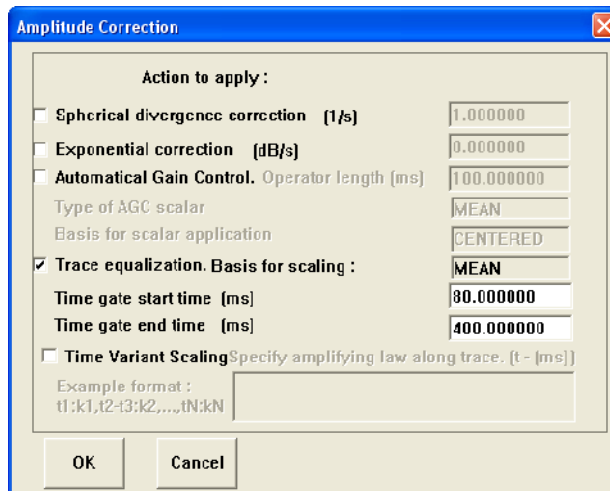 Amplitude Correction
Action to apply :
Spherical divergence correction (1/s) 1.000000
Exponential correction (dB/s) 0.000000
Automatical Gain Control. Operator length (ms) 100.000000
Type of AGC scalar MEAN
Basis for scalar application CENTERED
Trace equalization. Basis for scaling : MEAN
Time gate start time (ms) 80.000000
Time gate end time (ms) 400.000000
Time Variant Scaling Specify amplifying law along trace. (t - (ms))
Example format :
t1:k1,t2-t3:k2,...,tN:kN
OK Cancel